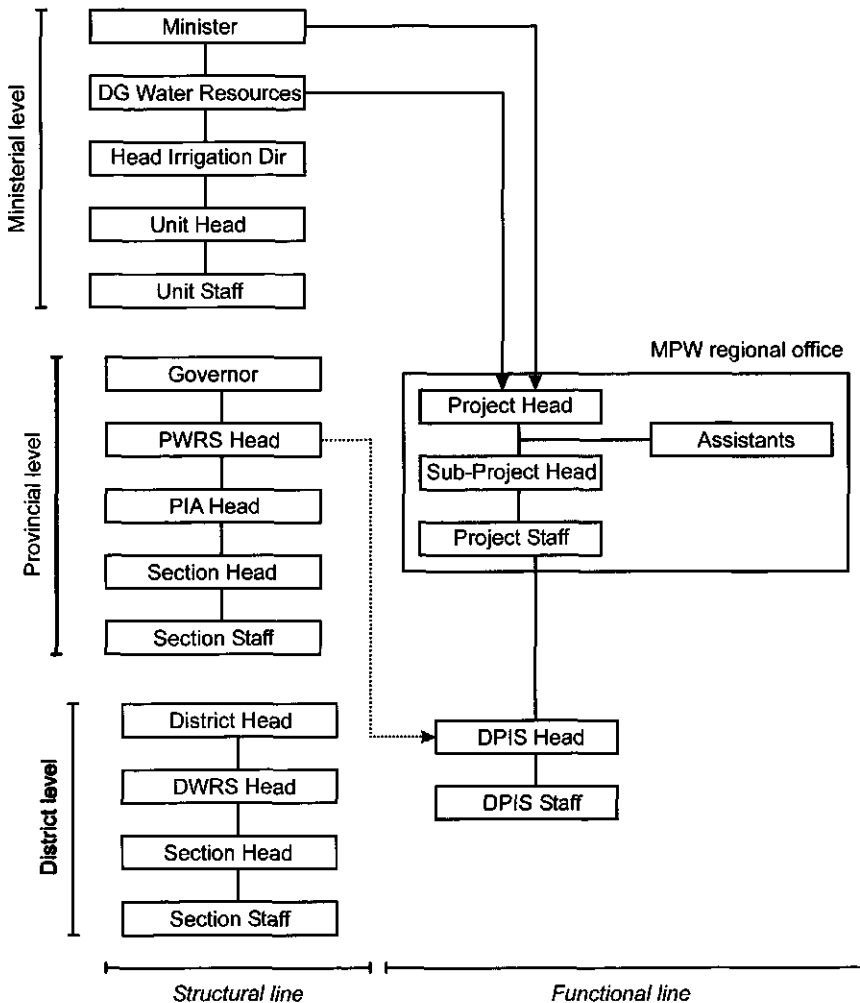 Ministerial level
Minister
DG Water Resources
Head Irrigation Dir
Unit Head
Unit Staff
Provincial level
Governor
PWRS Head
PIA Head
Section Head
Section Staff
MPW regional office
Project Head
Assistants
Sub-Project Head
Project Staff
District level
District Head
DWRS Head
Section Head
Section Staff
DPIS Head
DPIS Staff
Structural line
Functional line